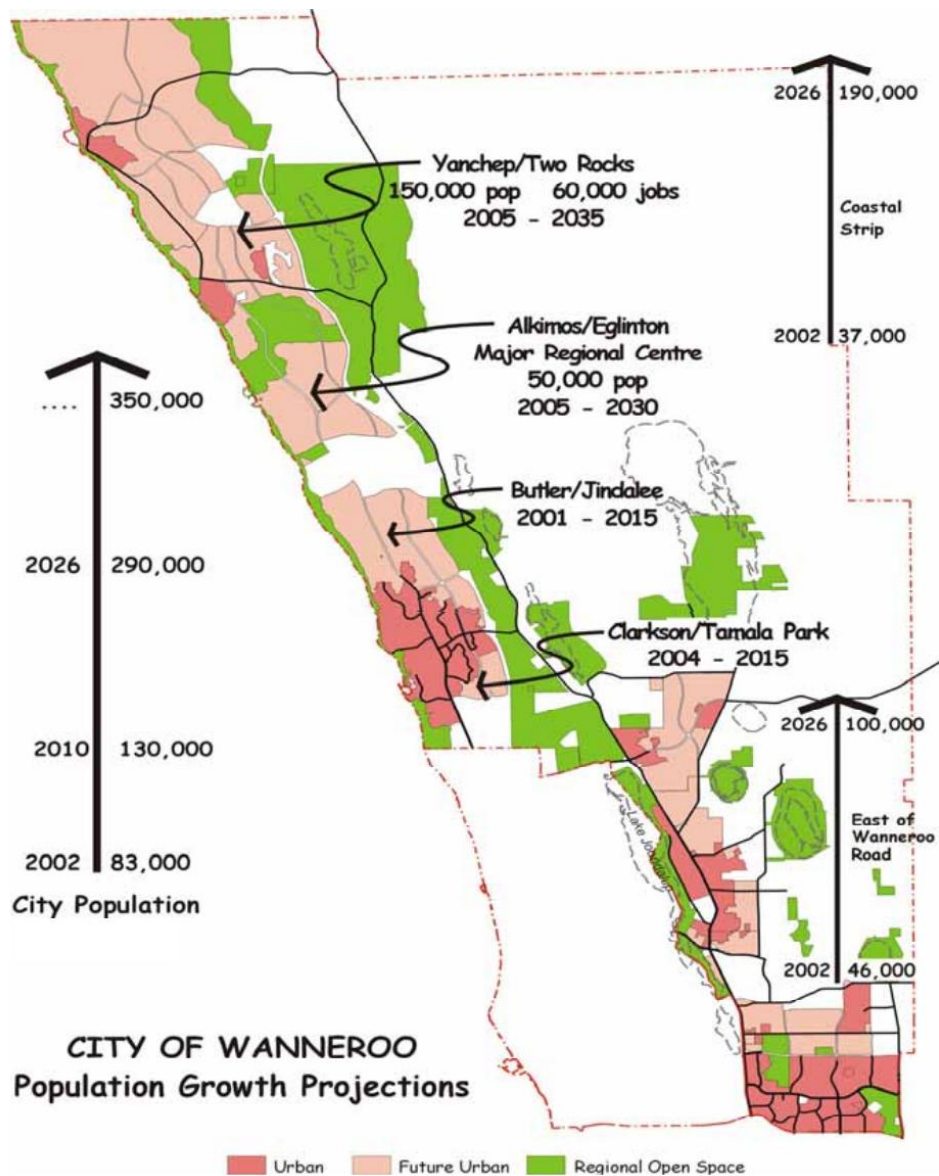 2026 190,000
Coastal
Strip
2002 37,000
Yanchep/Two Rocks
150,000 pop 60,000 jobs
2005 - 2035
Alkimos/Eglinton
Major Regional Centre
50,000 pop
2005 - 2030
.... 350,000
2026 290,000
2010 130,000
2002 83,000
City Population
Butler/Jindalee
2001 - 2015
Clarkson/Tamala Park
2004 - 2015
2026 100,000
East of
Wanneroo
Road
2002 46,000
Lake Joondalup
CITY OF WANNEROO
Population Growth Projections
Urban Future Urban Regional Open Space